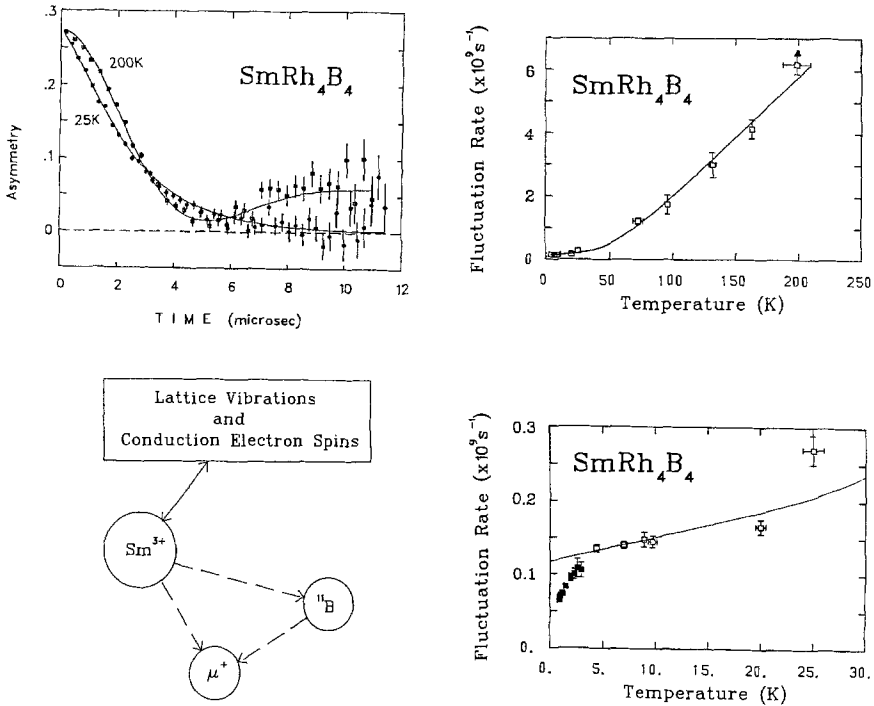 .3
.2
.1
0
Asymmetry
200K
25K
SmRh₄B₄
0
2
4
6
8
10
12
TIME (microsec)
Fluctuation Rate (x10⁹s⁻¹)
6
4
2
0
SmRh₄B₄
0
50
100
150
200
250
Temperature (K)
Lattice Vibrations
and
Conduction Electron Spins
Sm³⁺
¹¹B
μ⁺
Fluctuation Rate (x10⁹s⁻¹)
0.3
0.2
0.1
0.
SmRh₄B₄
0.
5.
10.
15.
20.
25.
30.
Temperature (K)